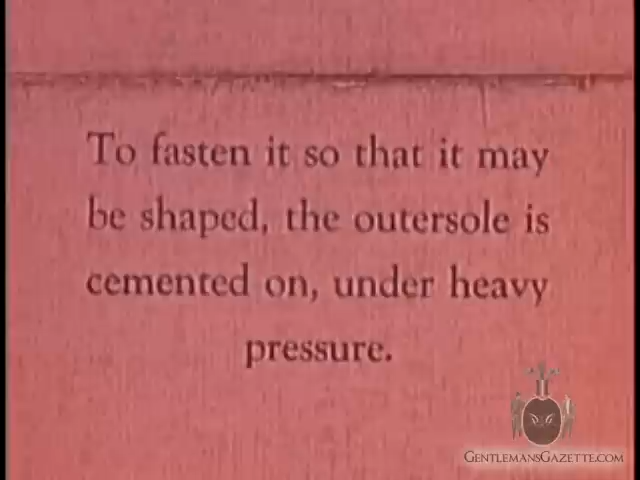 To fasten it so that it may
be shaped, the outersole is
cemented on, under heavy
pressure.
GENTLEMANSGAZETTE.COM